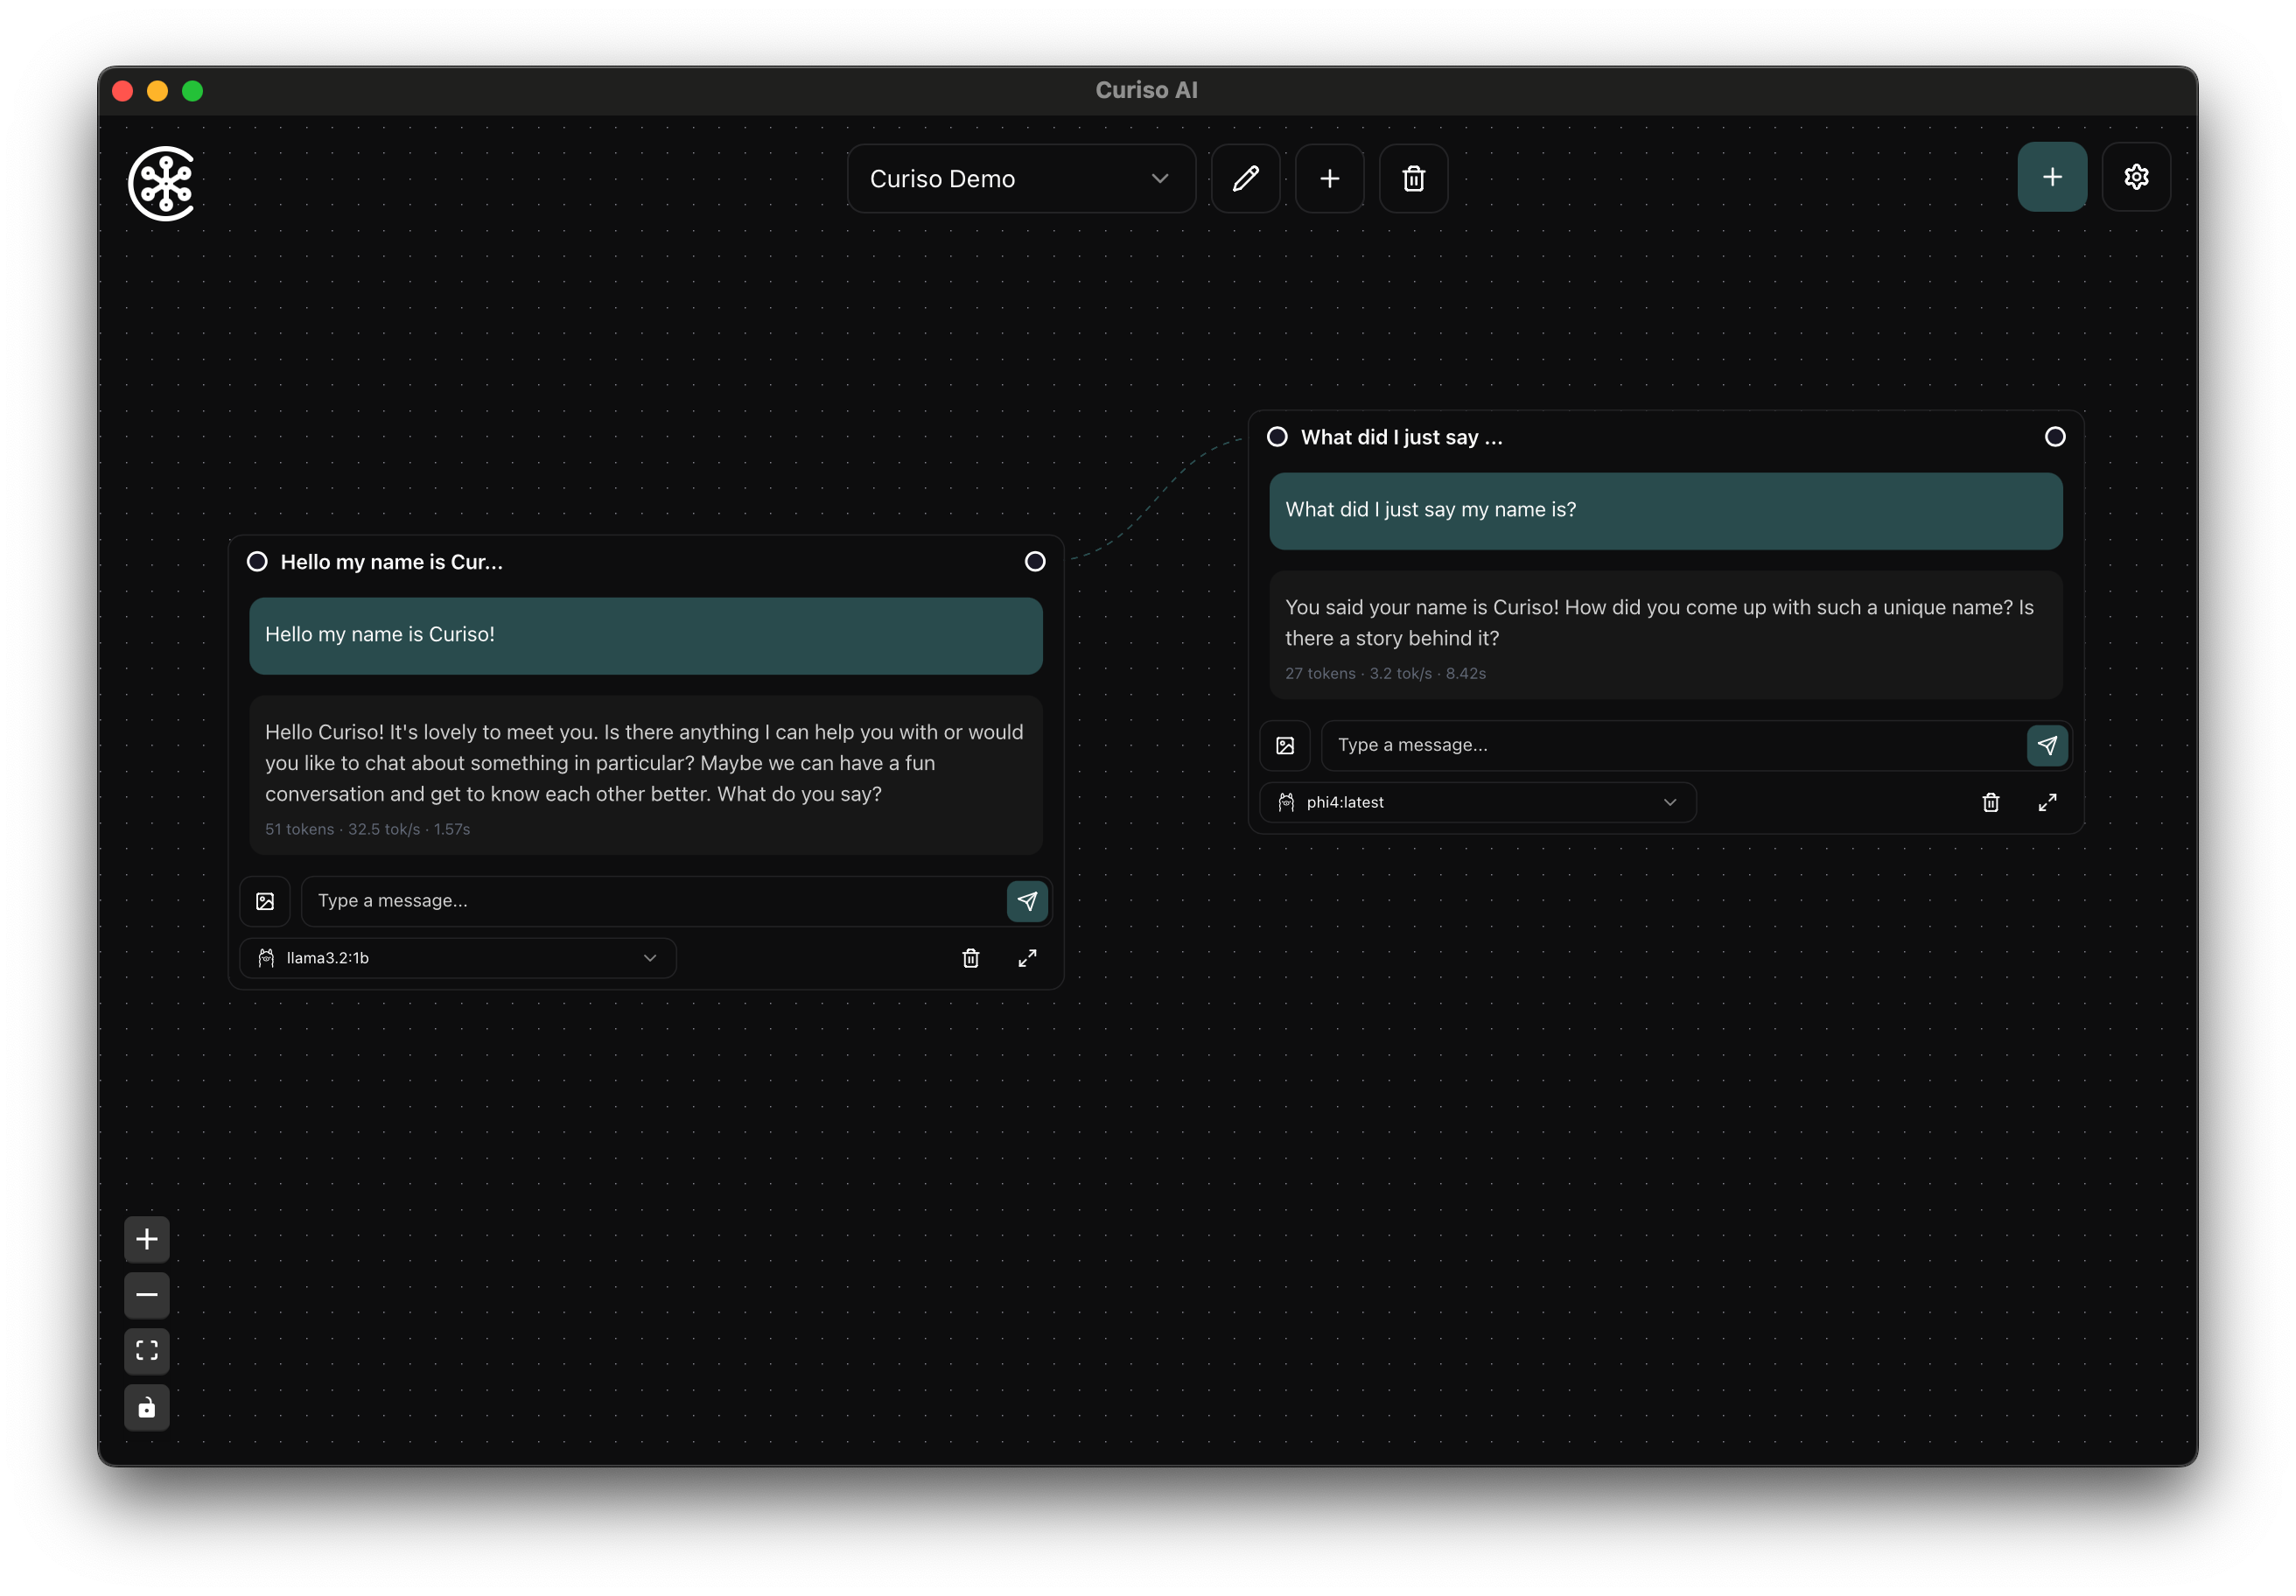 Curiso AI
Curiso Demo
Hello my name is Cur...
Hello my name is Curiso!
Hello Curiso! It's lovely to meet you. Is there anything I can help you with or would
you like to chat about something in particular? Maybe we can have a fun
conversation and get to know each other better. What do you say?
51 tokens · 32.5 tok/s · 1.57s
Type a message...
llama3.2:1b
What did I just say ...
What did I just say my name is?
You said your name is Curiso! How did you come up with such a unique name? Is
there a story behind it?
27 tokens · 3.2 tok/s · 8.42s
Type a message...
phi4:latest